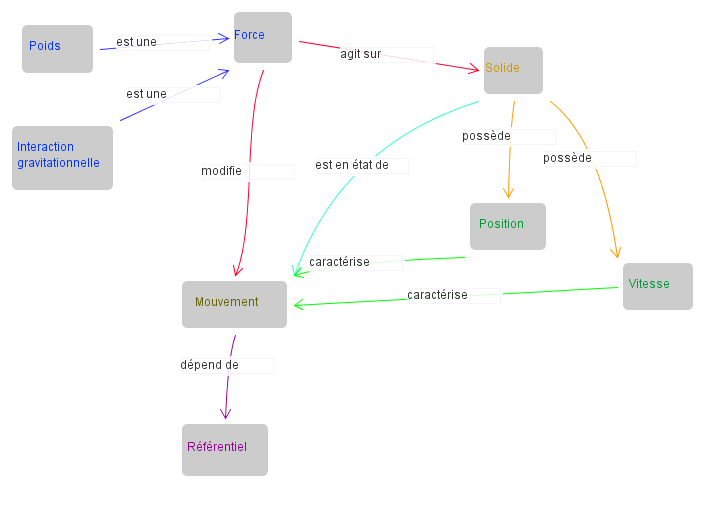 Poids
est une
Force
agit sur
Solide
est une
Interaction
gravitationnelle
modifie
est en état de
possède
possède
Position
caractérise
Mouvement
caractérise
Vitesse
dépend de
Référentiel